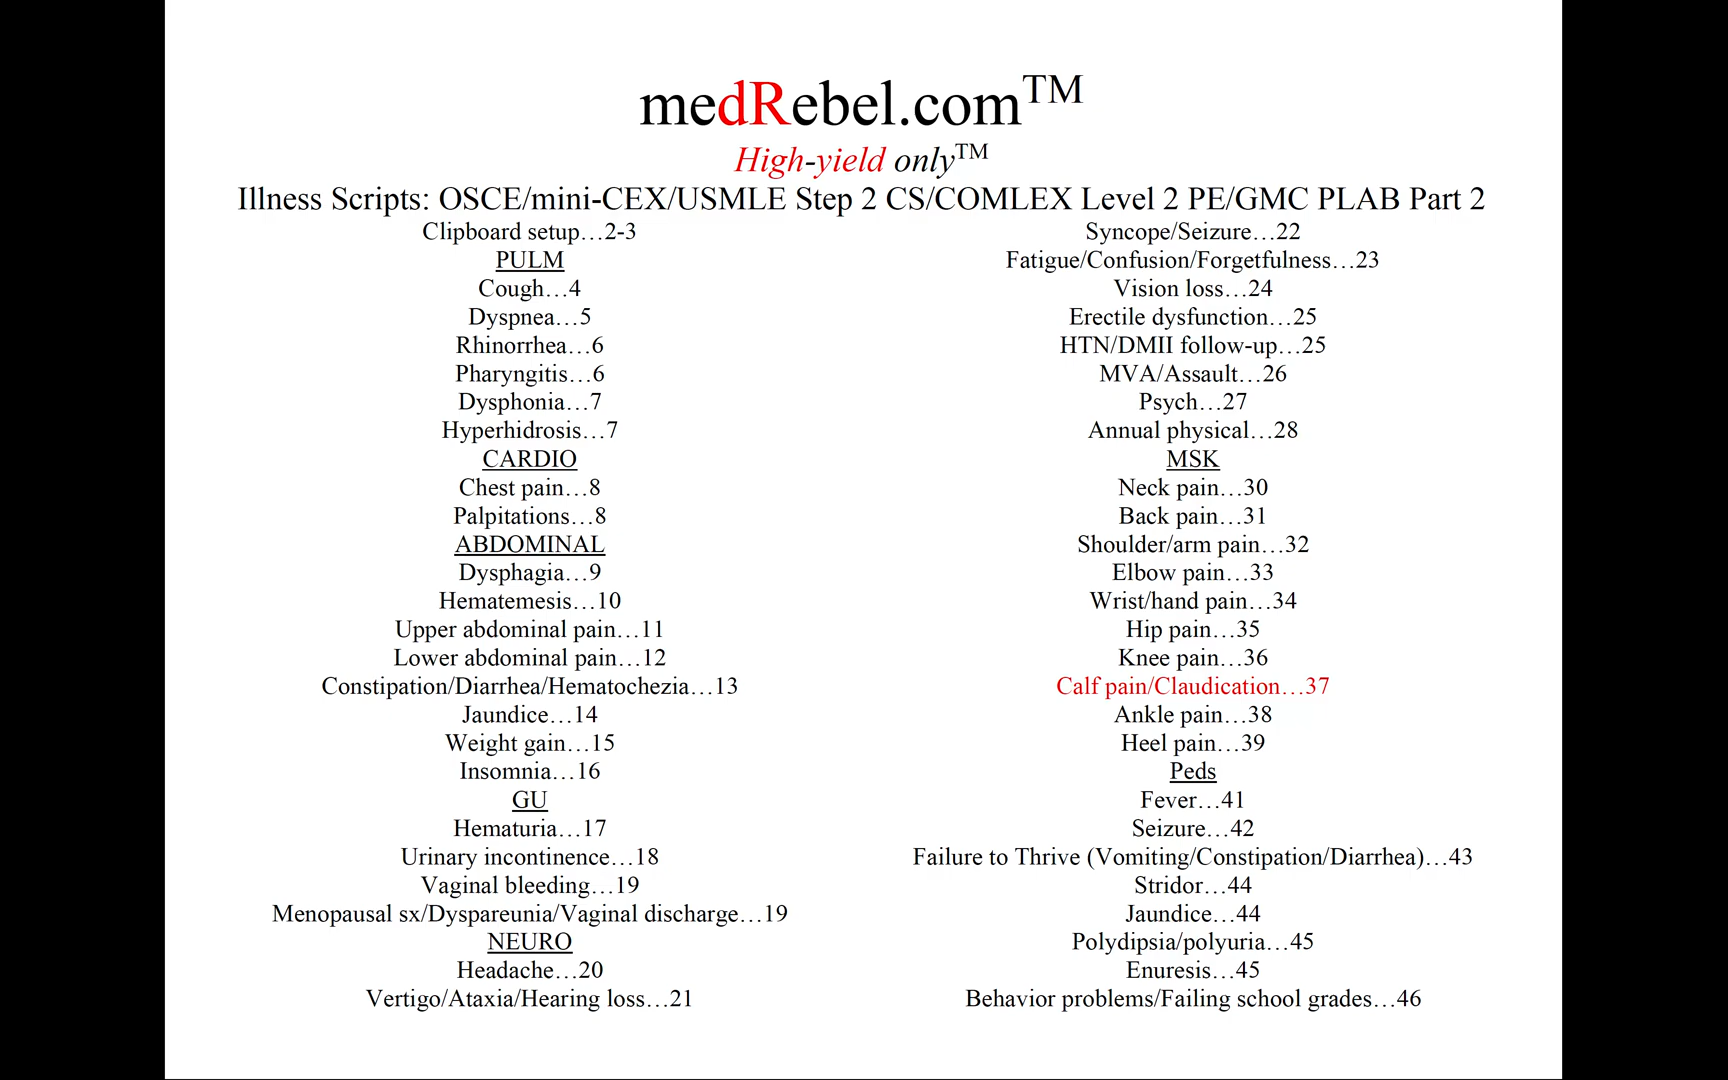 medRebel.com™
High-yield only™
Illness Scripts: OSCE/mini-CEX/USMLE Step 2 CS/COMLEX Level 2 PE/GMC PLAB Part 2
Clipboard setup…2-3
PULM
Cough…4
Dyspnea…5
Rhinorrhea…6
Pharyngitis…6
Dysphonia…7
Hyperhidrosis…7
CARDIO
Chest pain…8
Palpitations…8
ABDOMINAL
Dysphagia…9
Hematemesis…10
Upper abdominal pain…11
Lower abdominal pain…12
Constipation/Diarrhea/Hematochezia…13
Jaundice…14
Weight gain…15
Insomnia…16
GU
Hematuria…17
Urinary incontinence…18
Vaginal bleeding…19
Menopausal sx/Dyspareunia/Vaginal discharge…19
NEURO
Headache…20
Vertigo/Ataxia/Hearing loss…21
Syncope/Seizure…22
Fatigue/Confusion/Forgetfulness…23
Vision loss…24
Erectile dysfunction…25
HTN/DMII follow-up…25
MVA/Assault…26
Psych…27
Annual physical…28
MSK
Neck pain…30
Back pain…31
Shoulder/arm pain…32
Elbow pain…33
Wrist/hand pain…34
Hip pain…35
Knee pain…36
Calf pain/Claudication…37
Ankle pain…38
Heel pain…39
Peds
Fever…41
Seizure…42
Failure to Thrive (Vomiting/Constipation/Diarrhea)…43
Stridor…44
Jaundice…44
Polydipsia/polyuria…45
Enuresis…45
Behavior problems/Failing school grades…46